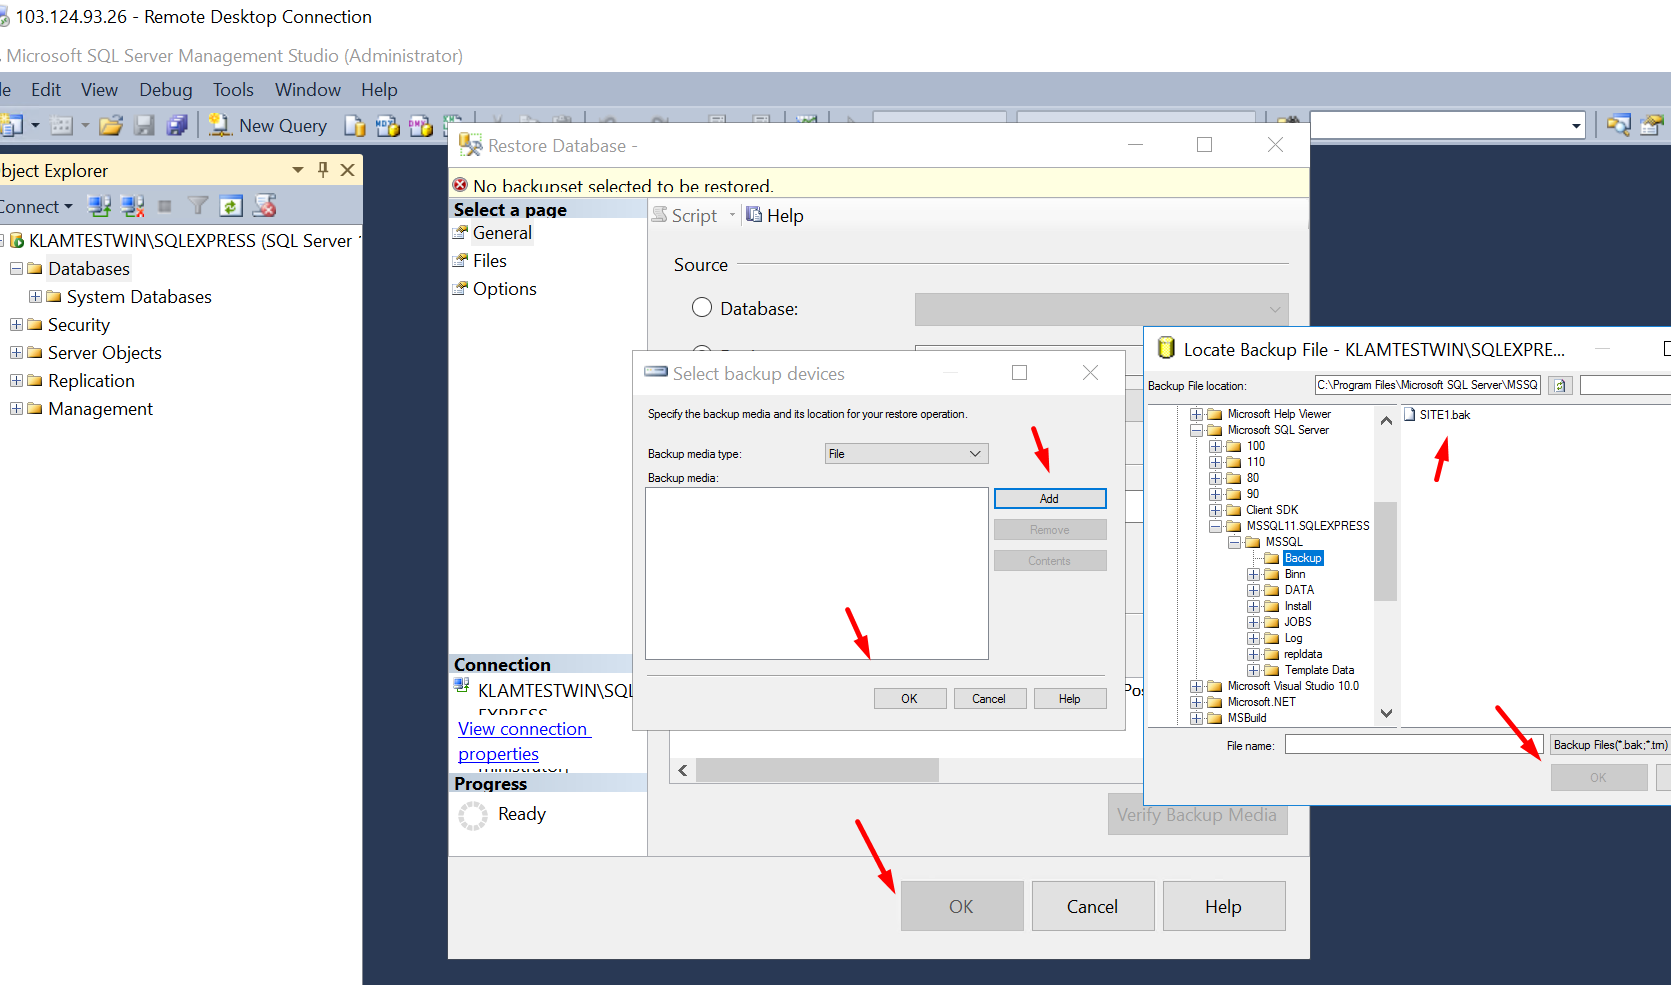 103.124.93.26 - Remote Desktop Connection
Microsoft SQL Server Management Studio (Administrator)
le Edit View Debug Tools Window Help
New Query
bject Explorer
Connect
KLAMTESTWIN\SQLEXPRESS (SQL Server 1
Databases
System Databases
Security
Server Objects
Replication
Management
Restore Database -
No backupset selected to be restored.
Select a page
General
Files
Options
Script Help
Source
Database:
Connection
KLAMTESTWIN\SQL
EXPRESS
View connection
properties
Progress
Ready
Pos
Verify Backup Media
OK Cancel Help
Select backup devices
Specify the backup media and its location for your restore operation.
Backup media type: File
Backup media:
Add
Remove
Contents
OK Cancel Help
Locate Backup File - KLAMTESTWIN\SQLEXPRE...
Backup File location: C:\Program Files\Microsoft SQL Server\MSSQ
Microsoft Help Viewer
Microsoft SQL Server
100
110
80
90
Client SDK
MSSQL11.SQLEXPRESS
MSSQL
Backup
Binn
DATA
Install
JOBS
Log
repldata
Template Data
Microsoft Visual Studio 10.0
Microsoft.NET
MSBuild
SITE1.bak
File name: Backup Files(*.bak;*.trn)
OK